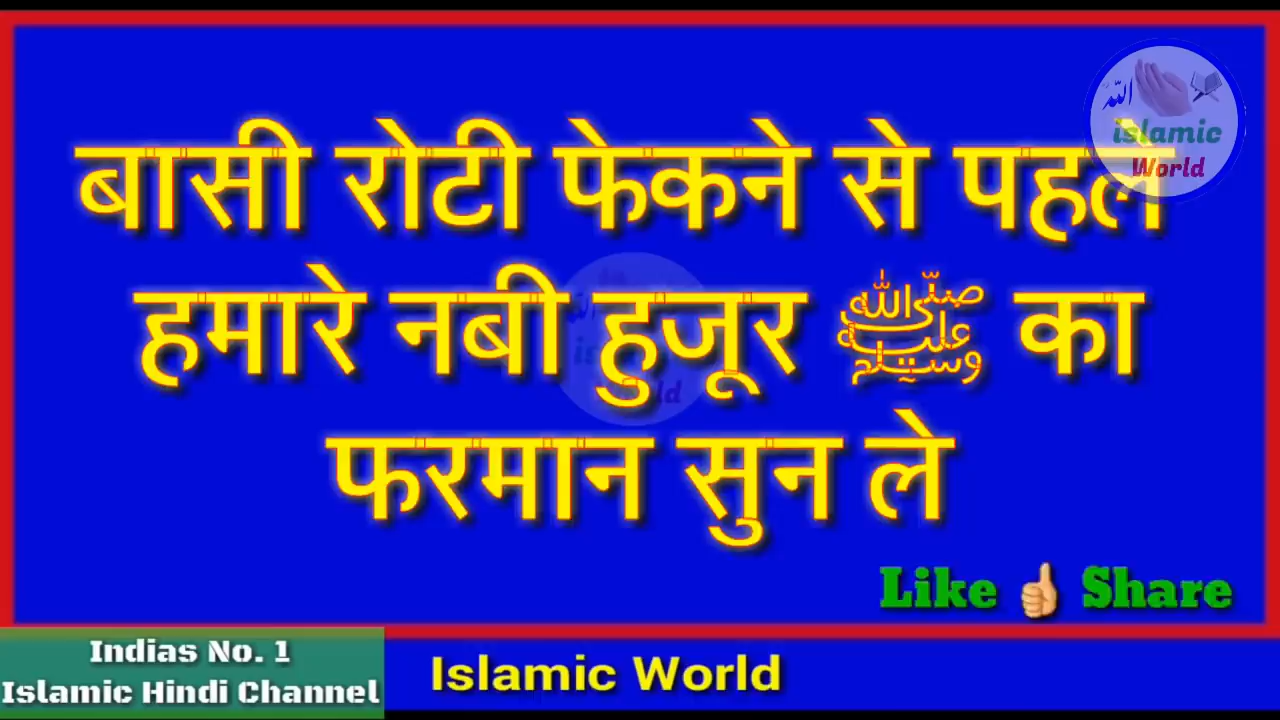 बासी रोटी फेकने से पहले
हमारे नबी हुजूर ﷺ का
फरमान सुन ले
الله
islamic
World
Like 👍 Share
Indias No. 1
Islamic Hindi Channel
Islamic World